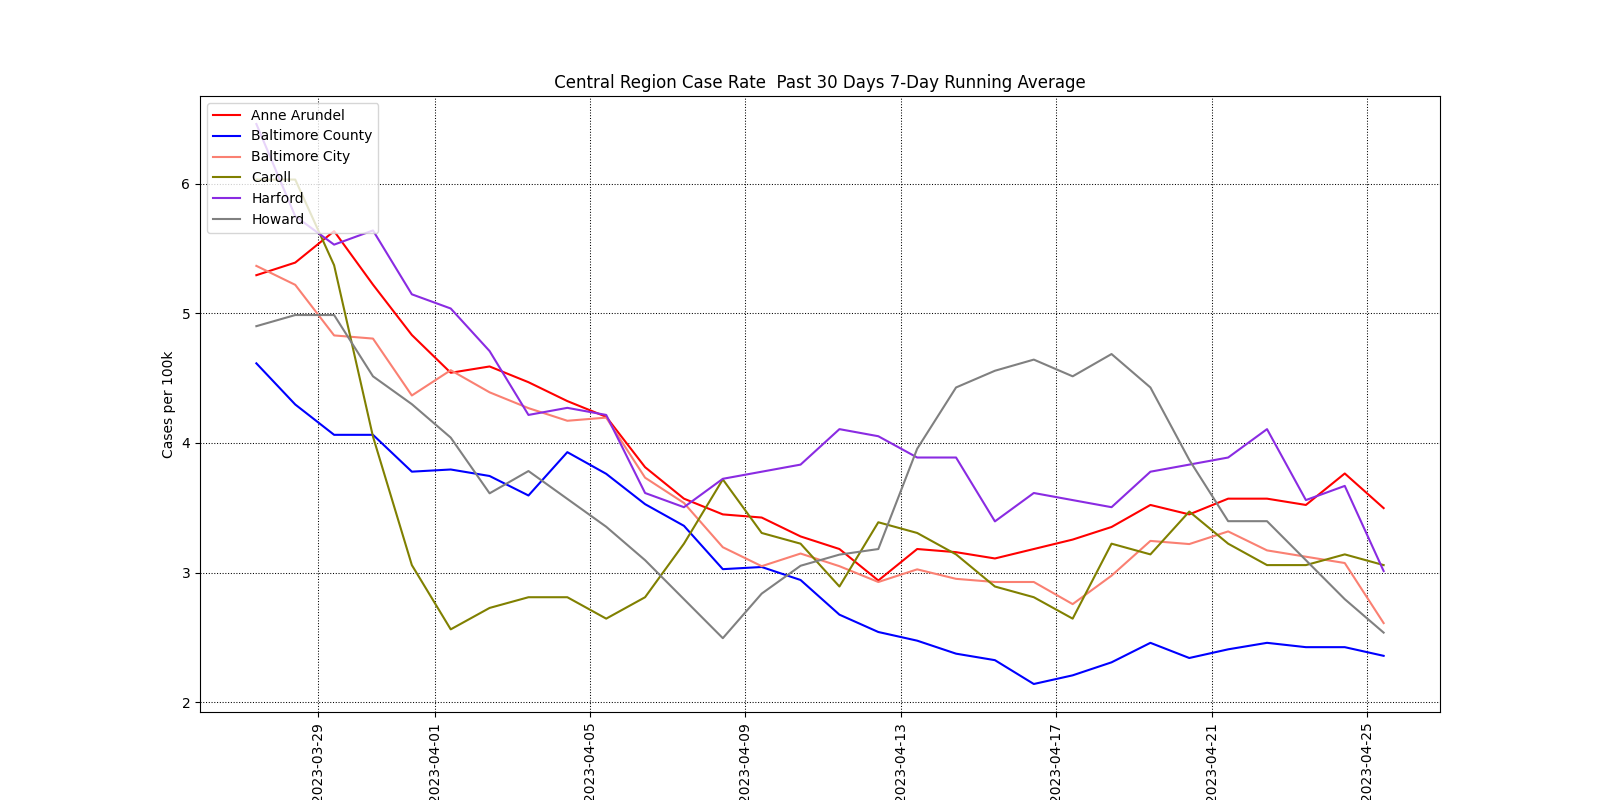 Central Region Case Rate  Past 30 Days 7-Day Running Average
Anne Arundel
Baltimore County
Baltimore City
Caroll
Harford
Howard
Cases per 100k
6
5
4
3
2
2023-03-29
2023-04-01
2023-04-05
2023-04-09
2023-04-13
2023-04-17
2023-04-21
2023-04-25